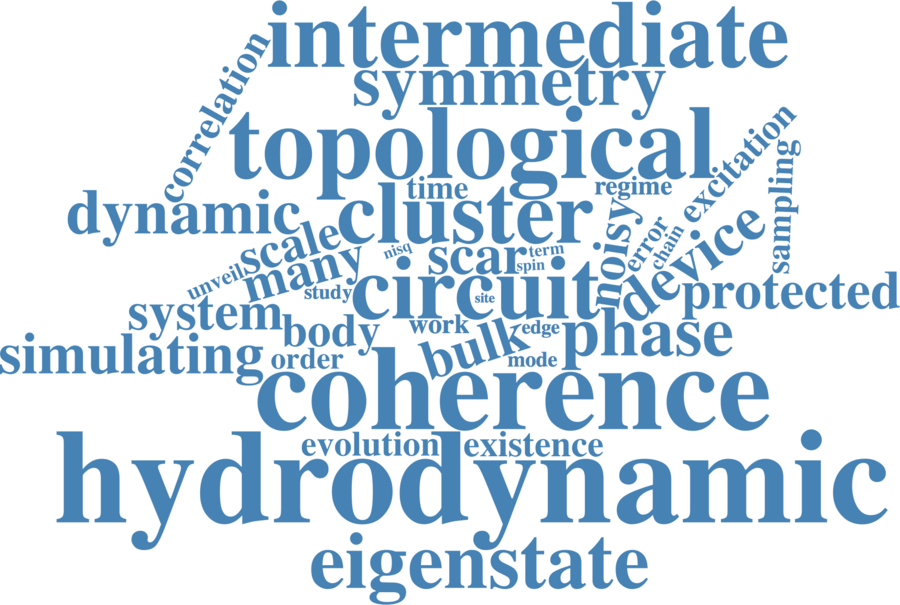 intermediate
correlation
symmetry
topological
excitation
sampling
time
regime
dynamic
cluster
noisy
error
chain
device
scale
many
unveil
nisq
scar
term
spin
study
circuit
site
protected
system
body
work
edge
phase
bulk
mode
simulating
order
coherence
evolution
existence
hydrodynamic
eigenstate